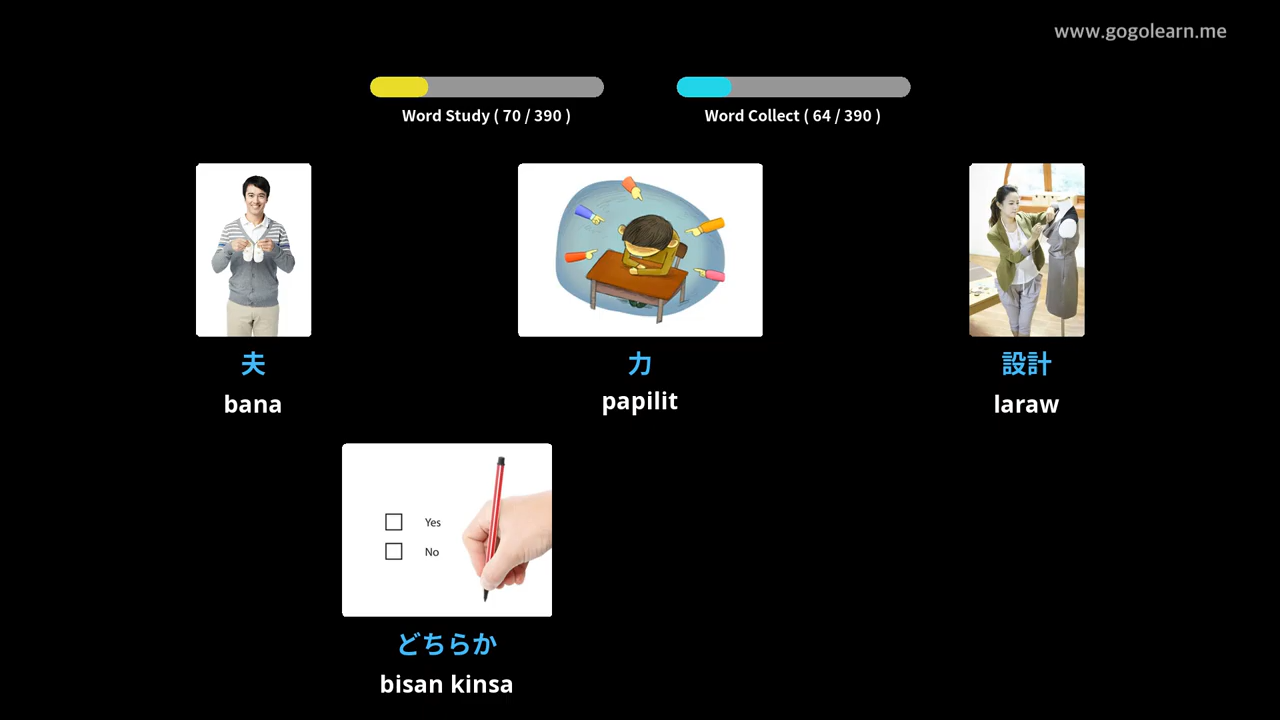 www.gogolearn.me
Word Study ( 70 / 390 )
Word Collect ( 64 / 390 )
夫
bana
力
papilit
設計
laraw
Yes
No
どちらか
bisan kinsa